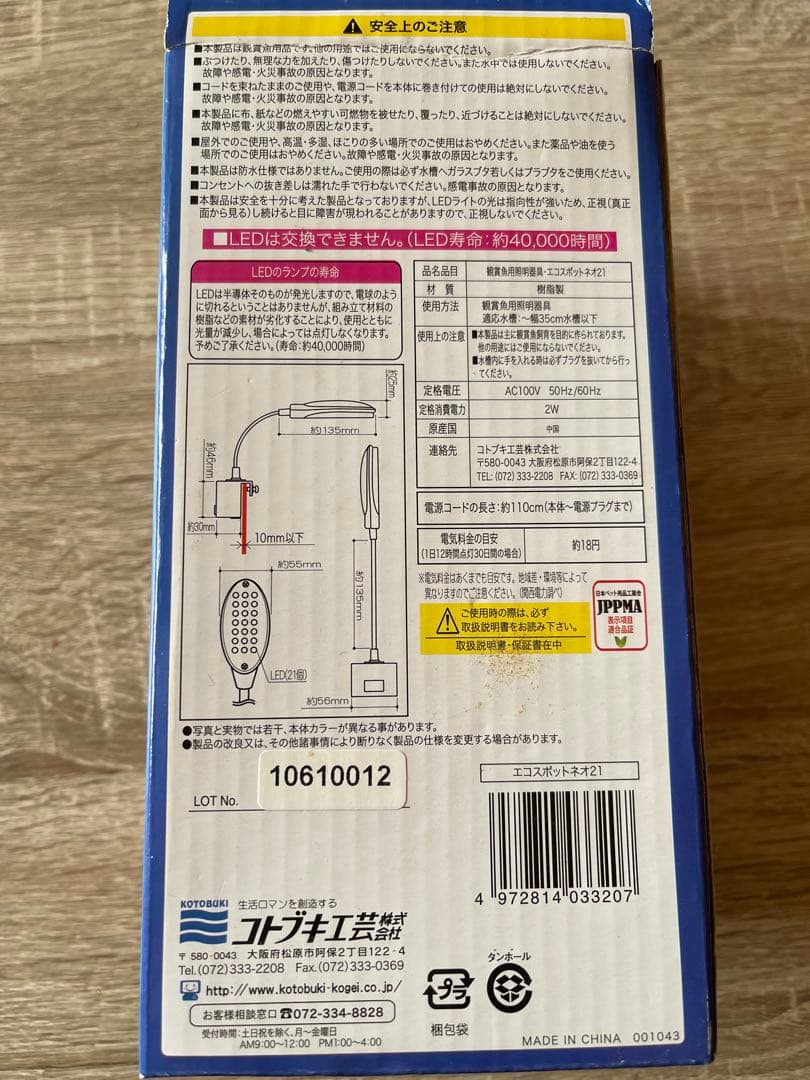 ⚠ 安全上のご注意
■本製品は観賞魚用品です。他の用途ではご使用にならないでください。
■ぶつけたり、無理な力を加えたり、傷つけたりしないでください。また水中では使用しないでください。
故障や感電・火災事故の原因となります。
■コードを束ねたままのご使用や、電源コードを本体に巻き付けての使用は絶対にしないでください。
故障や感電・火災事故の原因となります。
■本製品に布、紙などの燃えやすい可燃物を被せたり、覆ったり、近づけることは絶対にしないでください。
故障や感電・火災事故の原因となります。
■屋外でのご使用や、高温・多湿、ほこりの多い場所でのご使用はおやめください。また薬品や油を使う
場所でのご使用はおやめください。故障や感電・火災事故の原因となります。
■本製品は防水仕様ではありません。ご使用の際は必ず水槽へガラスブタ若しくはプラブタをご使用ください。
■コンセントへの抜き差しは濡れた手で行わないでください。感電事故の原因となります。
■本製品は安全を十分に考えた製品となっておりますが、LEDライトの光は指向性が強いため、正視(真正
面から見る)し続けると目に障害が現われることがありますので、正視しないでください。
■LEDは交換できません。(LED寿命:約40,000時間)
LEDのランプの寿命
LEDは半導体そのものが発光しますので、電球のよう
に切れるということはありませんが、組み立て材料の
樹脂などの素材が劣化することにより、使用とともに
光量が減少し、場合によっては点灯しなくなります。
予めご了承ください。(寿命:約40,000時間)
品名品目 観賞魚用照明器具・エコスポットネオ21
材質 樹脂製
使用方法 観賞魚用照明器具
適応水槽:〜幅35cm水槽以下
使用上の注意 ■本製品は主に観賞魚飼育を目的に作られております。
他の用途にはご使用にならないでください。
■水槽内に手を入れる時は必ずプラグを抜いてから行っ
てください。
定格電圧 AC100V 50Hz/60Hz
定格消費電力 2W
原産国 中国
連絡先 コトブキ工芸株式会社
〒580-0043 大阪府松原市阿保2丁目122-4
TEL:(072)333-2208 FAX:(072)333-0369
電源コードの長さ:約110cm(本体〜電源プラグまで)
電気料金の目安
(1日12時間点灯30日間の場合)
約18円
※電気料金はあくまでも目安です。地域差・環境等によって
異なりますのでご注意ください。(関西電力調べ)
⚠ ご使用時の際は、必ず
取扱説明書をお読み下さい。
取扱説明書・保証書在中
日本ペット用品工業会
JPPMA
表示項目
適合品証
約25mm
約135mm
約46mm
約30mm
10mm以下
約55mm
約135mm
LED(21個)
約56mm
●写真と実物では若干、本体カラーが異なる事があります。
●製品の改良又は、その他諸事情により断りなく製品の仕様を変更する場合があります。
LOT No.
10610012
エコスポットネオ21
4 972814 033207
KOTOBUKI
生活ロマンを創造する
コトブキ工芸株式会社
〒580-0043 大阪府松原市阿保2丁目122-4
Tel.(072)333-2208 Fax.(072)333-0369
http://www.kotobuki-kogei.co.jp/
お客様相談窓口 ☎072-334-8828
受付時間:土日祝を除く、月〜金曜日
AM9:00〜12:00 PM1:00〜4:00
プラ
梱包袋
ダンボール
MADE IN CHINA 001043